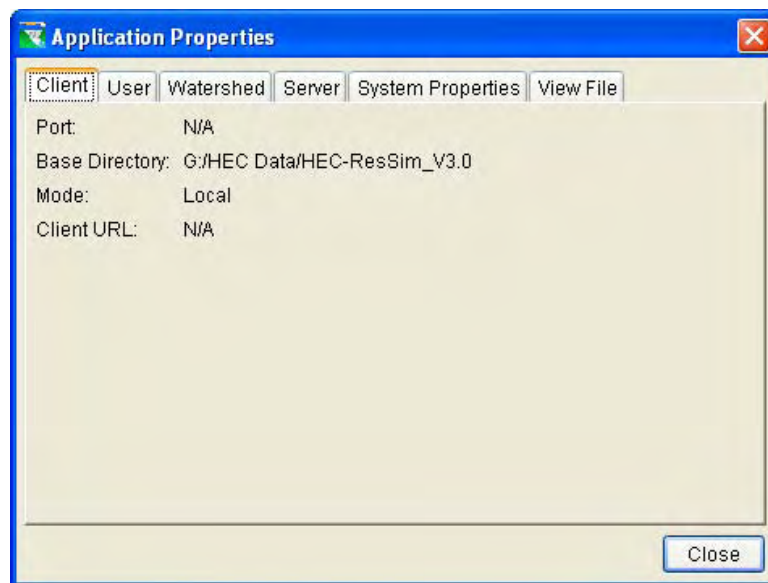 Application Properties
Client User Watershed Server System Properties View File
Port: N/A
Base Directory: G:/HEC Data/HEC-ResSim_V3.0
Mode: Local
Client URL: N/A
Close